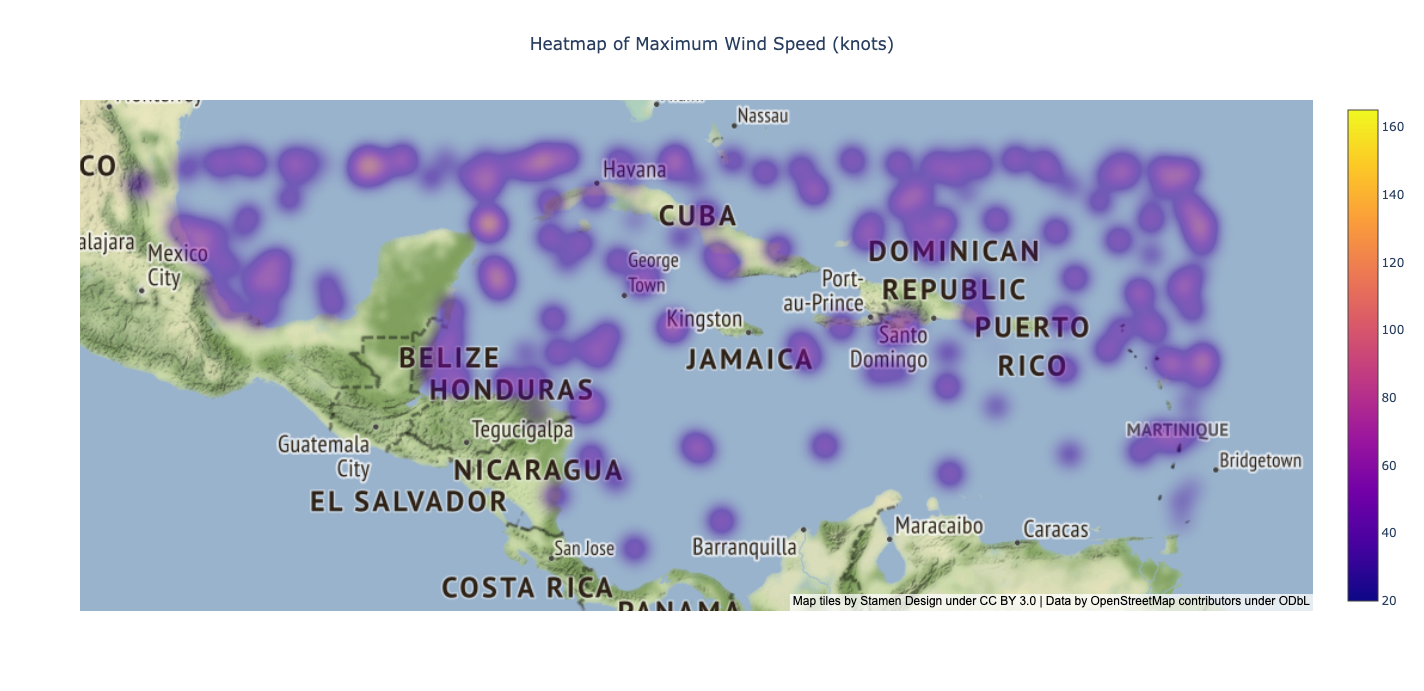 Heatmap of Maximum Wind Speed (knots)
Monterrey
Nassau
CO
Havana
CUBA
alajara
Mexico
City
George
Town
DOMINICAN
REPUBLIC
Port-
au-Prince
Kingston
JAMAICA
Santo
Domingo
PUERTO
RICO
BELIZE
HONDURAS
Guatemala
City
Tegucigalpa
NICARAGUA
EL SALVADOR
MARTINIQUE
Bridgetown
San Jose
Barranquilla
Maracaibo
Caracas
COSTA RICA
PANAMA
Map tiles by Stamen Design under CC BY 3.0 | Data by OpenStreetMap contributors under ODbL
160
140
120
100
80
60
40
20